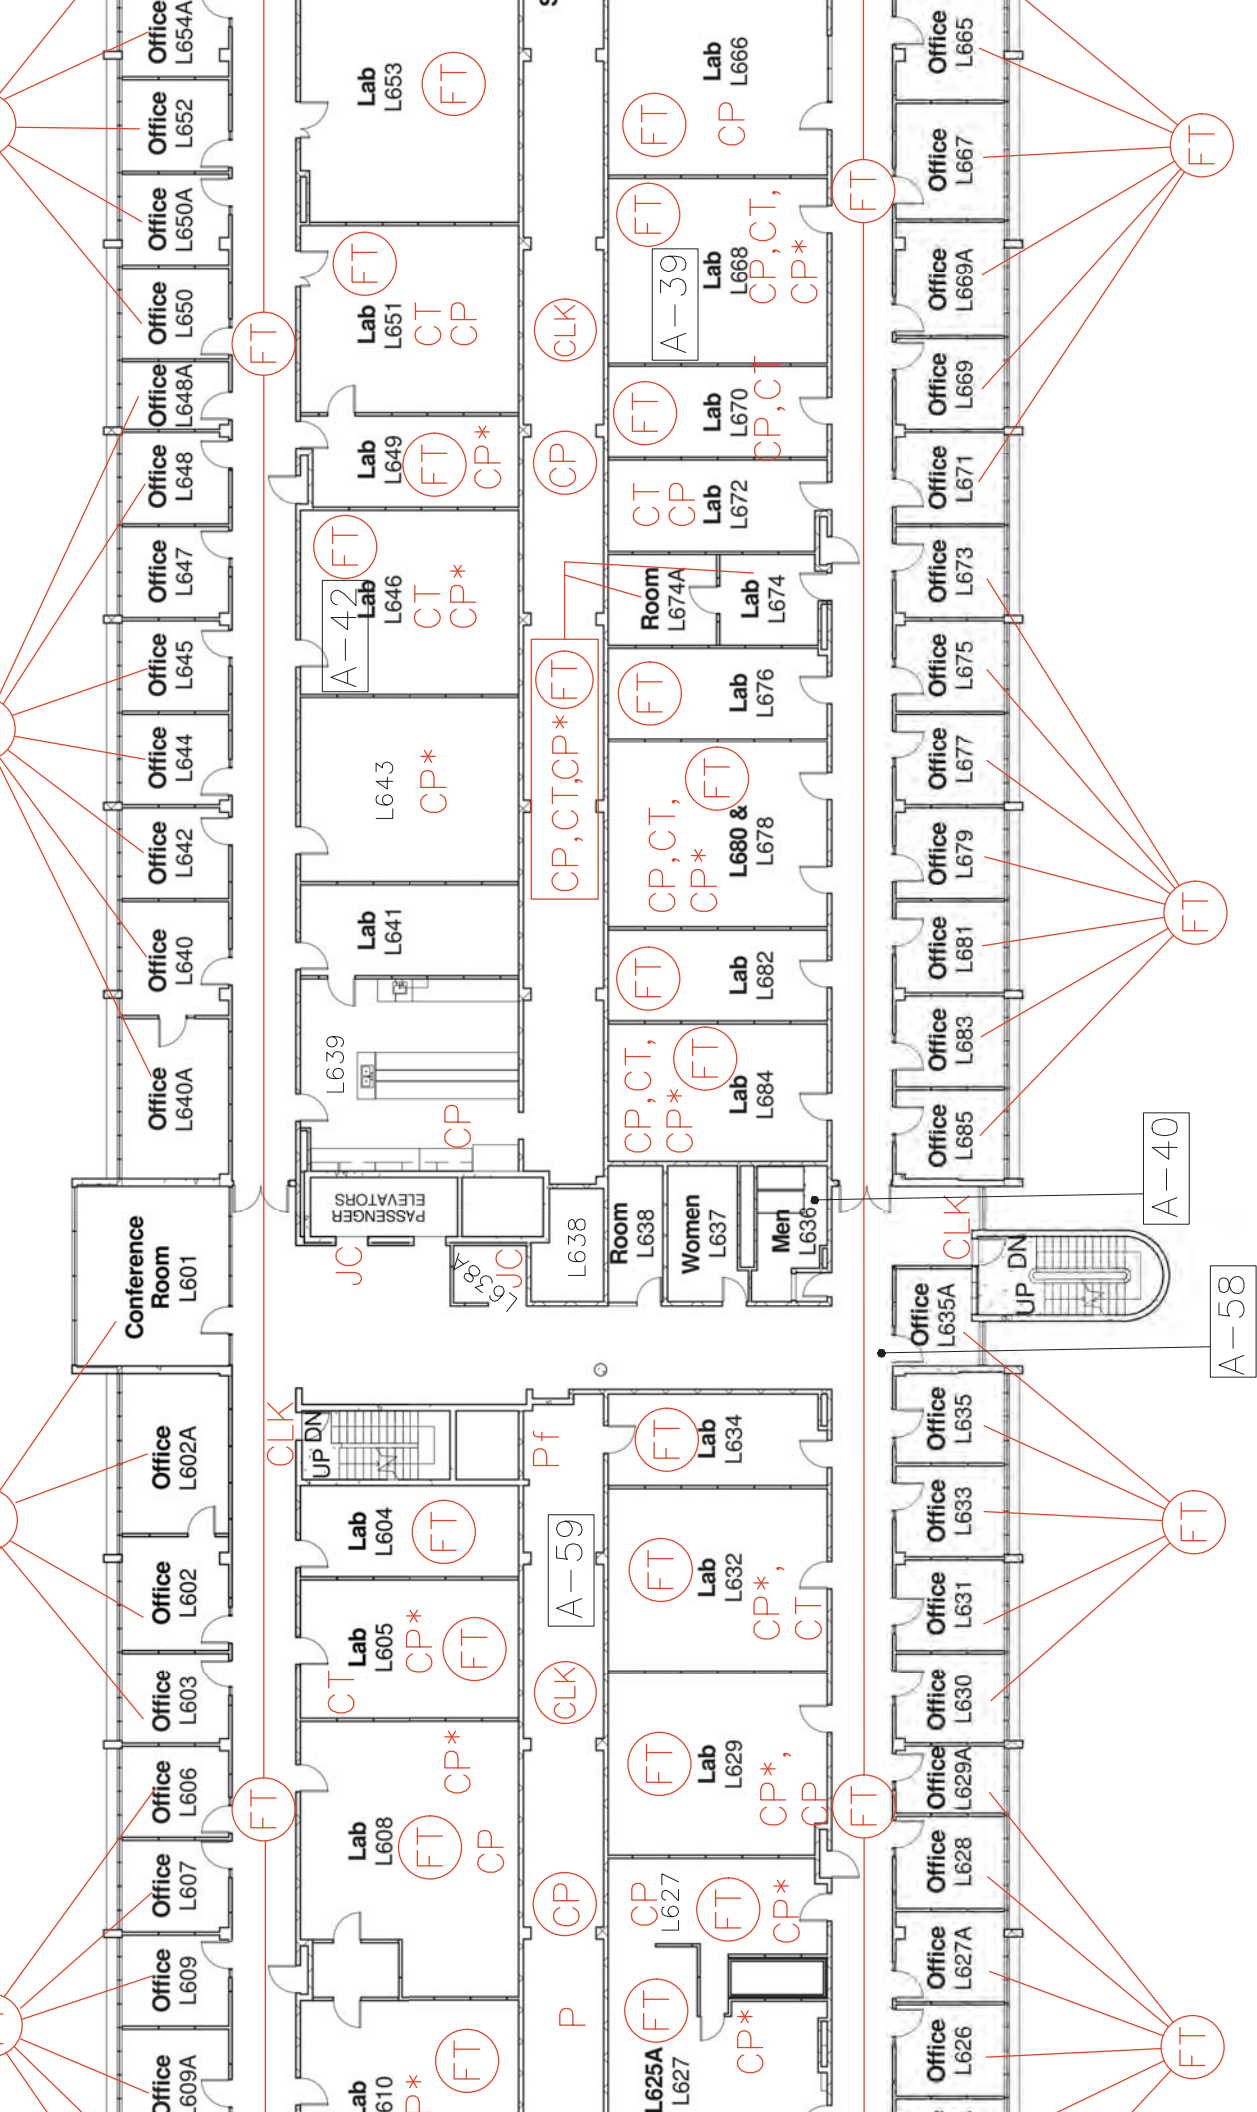 Office
L654A
Office
L652
Office
L650A
Office
L650
Office
L648A
Office
L648
Office
L647
Office
L645
Office
L644
Office
L642
Office
L640
Office
L640A
Conference
Room
L601
Office
L602A
Office
L602
Office
L603
Office
L606
Office
L607
Office
L609
Office
L609A
FT
FT
Lab
L653
FT
FT
Lab
L651
CT
CP
Lab
L649
FT
CP*
FT
A-42
Lab
L646
CT
CP*
L643
CP*
Lab
L641
L639
CP
PASSENGER
ELEVATORS
JC
L638A
JC
L638
CLK
UP
DN
Lab
L604
FT
Lab
L605
CT
CP*
FT
Lab
L608
CP*
FT
CP
Lab
L610
FT
CP*
CLK
CP
CP,CT,CP*
FT
Pf
A-59
CLK
CP
P
Lab
L666
FT
CP
FT
A-39
Lab
L668
CP,CT,
CP*
FT
Lab
L670
CP,CT
CT
CP
Lab
L672
Room
L674A
Lab
L674
FT
Lab
L676
CP,CT,
CP*
FT
L680 &
L678
FT
Lab
L682
CP,CT,
CP*
FT
Lab
L684
Room
L638
Women
L637
Men
L636
FT
Lab
L634
FT
Lab
L632
CP*,
CT
FT
Lab
L629
CP*,
CP
CP
L627
FT
CP*
FT
L625A
L627
CP*
FT
FT
Office
L665
Office
L667
Office
L669A
Office
L669
Office
L671
Office
L673
Office
L675
Office
L677
Office
L679
Office
L681
Office
L683
Office
L685
CLK
UP
DN
Office
L635A
Office
L635
Office
L633
Office
L631
Office
L630
Office
L629A
Office
L628
Office
L627A
Office
L626
FT
FT
A-40
A-58
FT
FT